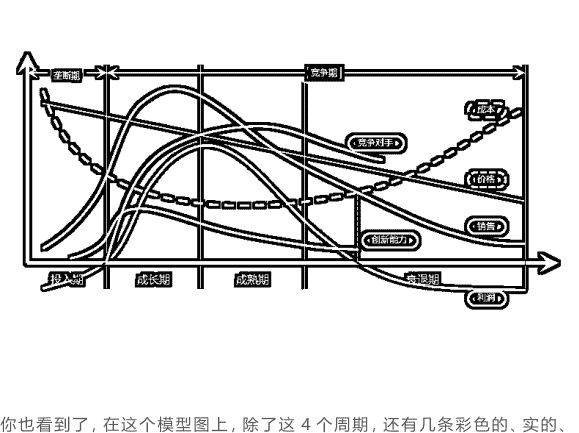 垄断期
竞争期
成本
竞争对手
价格
销售
创新能力
投入期
成长期
成熟期
衰退期
利润
你也看到了,在这个模型图上,除了这 4 个周期,还有几条彩色的、实的、